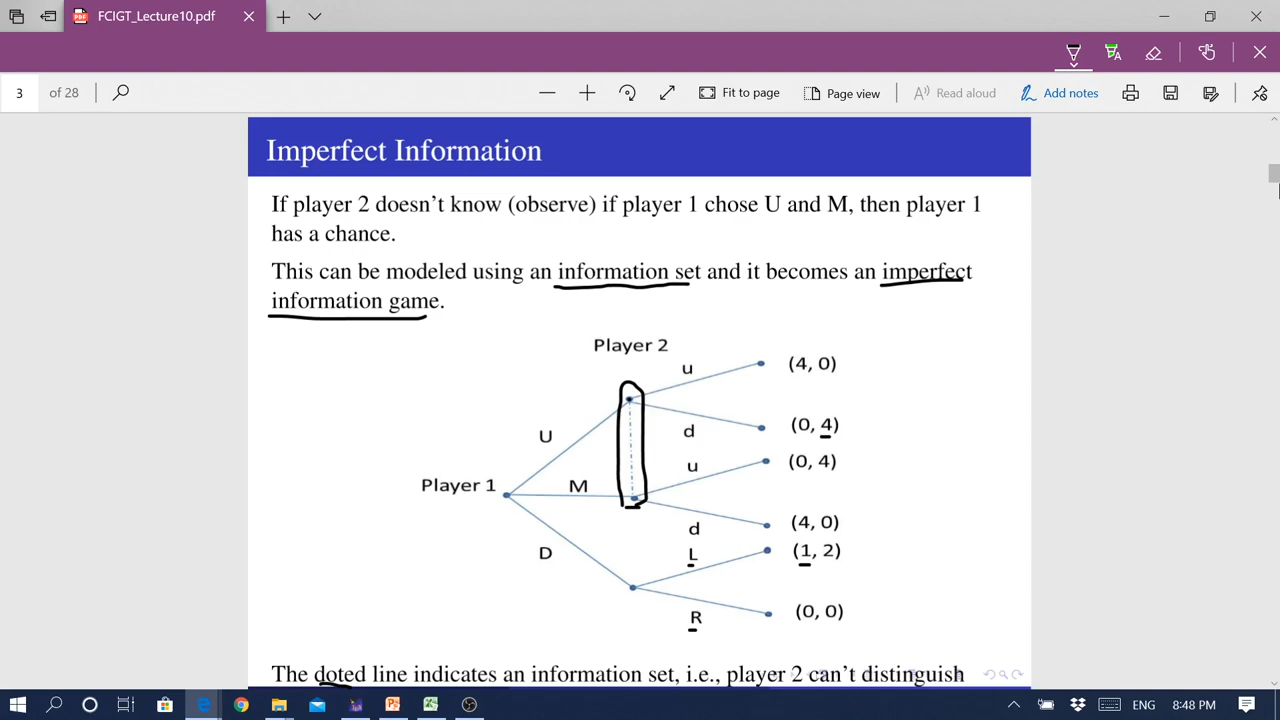 FCIGT_Lecture10.pdf
3 of 28 Fit to page Page view Read aloud Add notes
Imperfect Information
If player 2 doesn't know (observe) if player 1 chose U and M, then player 1
has a chance.
This can be modeled using an information set and it becomes an imperfect
information game.
Player 2
u (4, 0)
d (0, 4)
U
u (0, 4)
Player 1 M
d (4, 0)
D L (1, 2)
R (0, 0)
The doted line indicates an information set, i.e., player 2 can't distinguish
ENG 8:48 PM